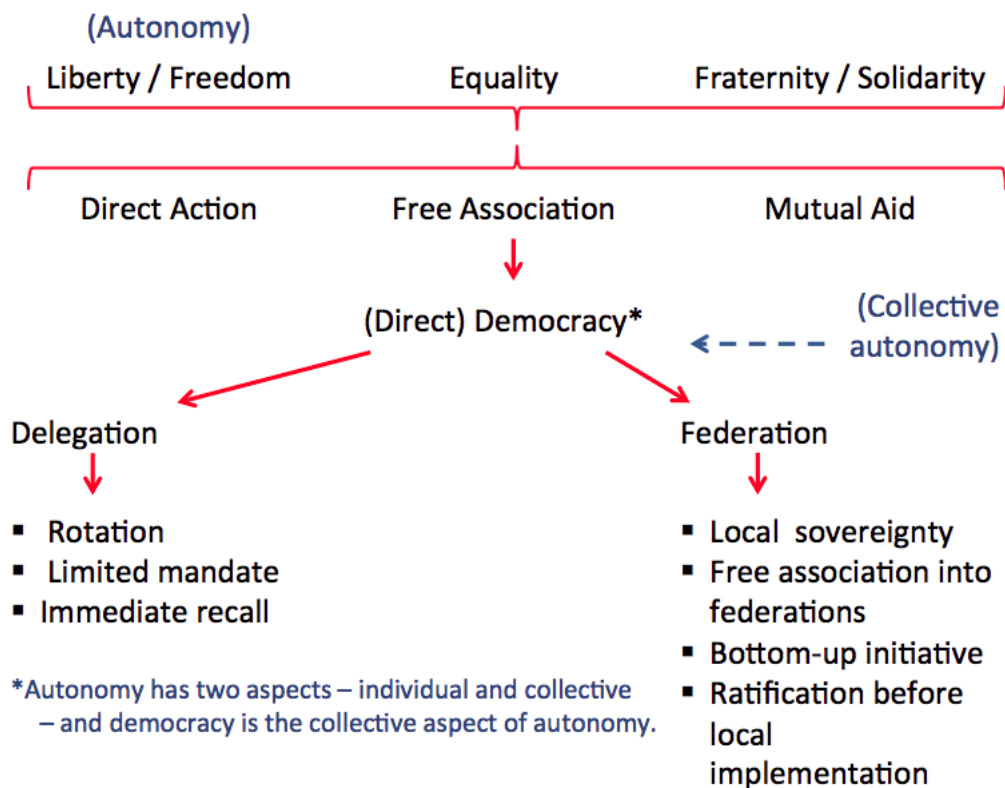 (Autonomy)
Liberty / Freedom
Equality
Fraternity / Solidarity
Direct Action
Free Association
Mutual Aid
(Direct) Democracy*
(Collective
autonomy)
Delegation
▪ Rotation
▪ Limited mandate
▪ Immediate recall
Federation
▪ Local sovereignty
▪ Free association into
federations
▪ Bottom-up initiative
▪ Ratification before
local
implementation
*Autonomy has two aspects – individual and collective
– and democracy is the collective aspect of autonomy.